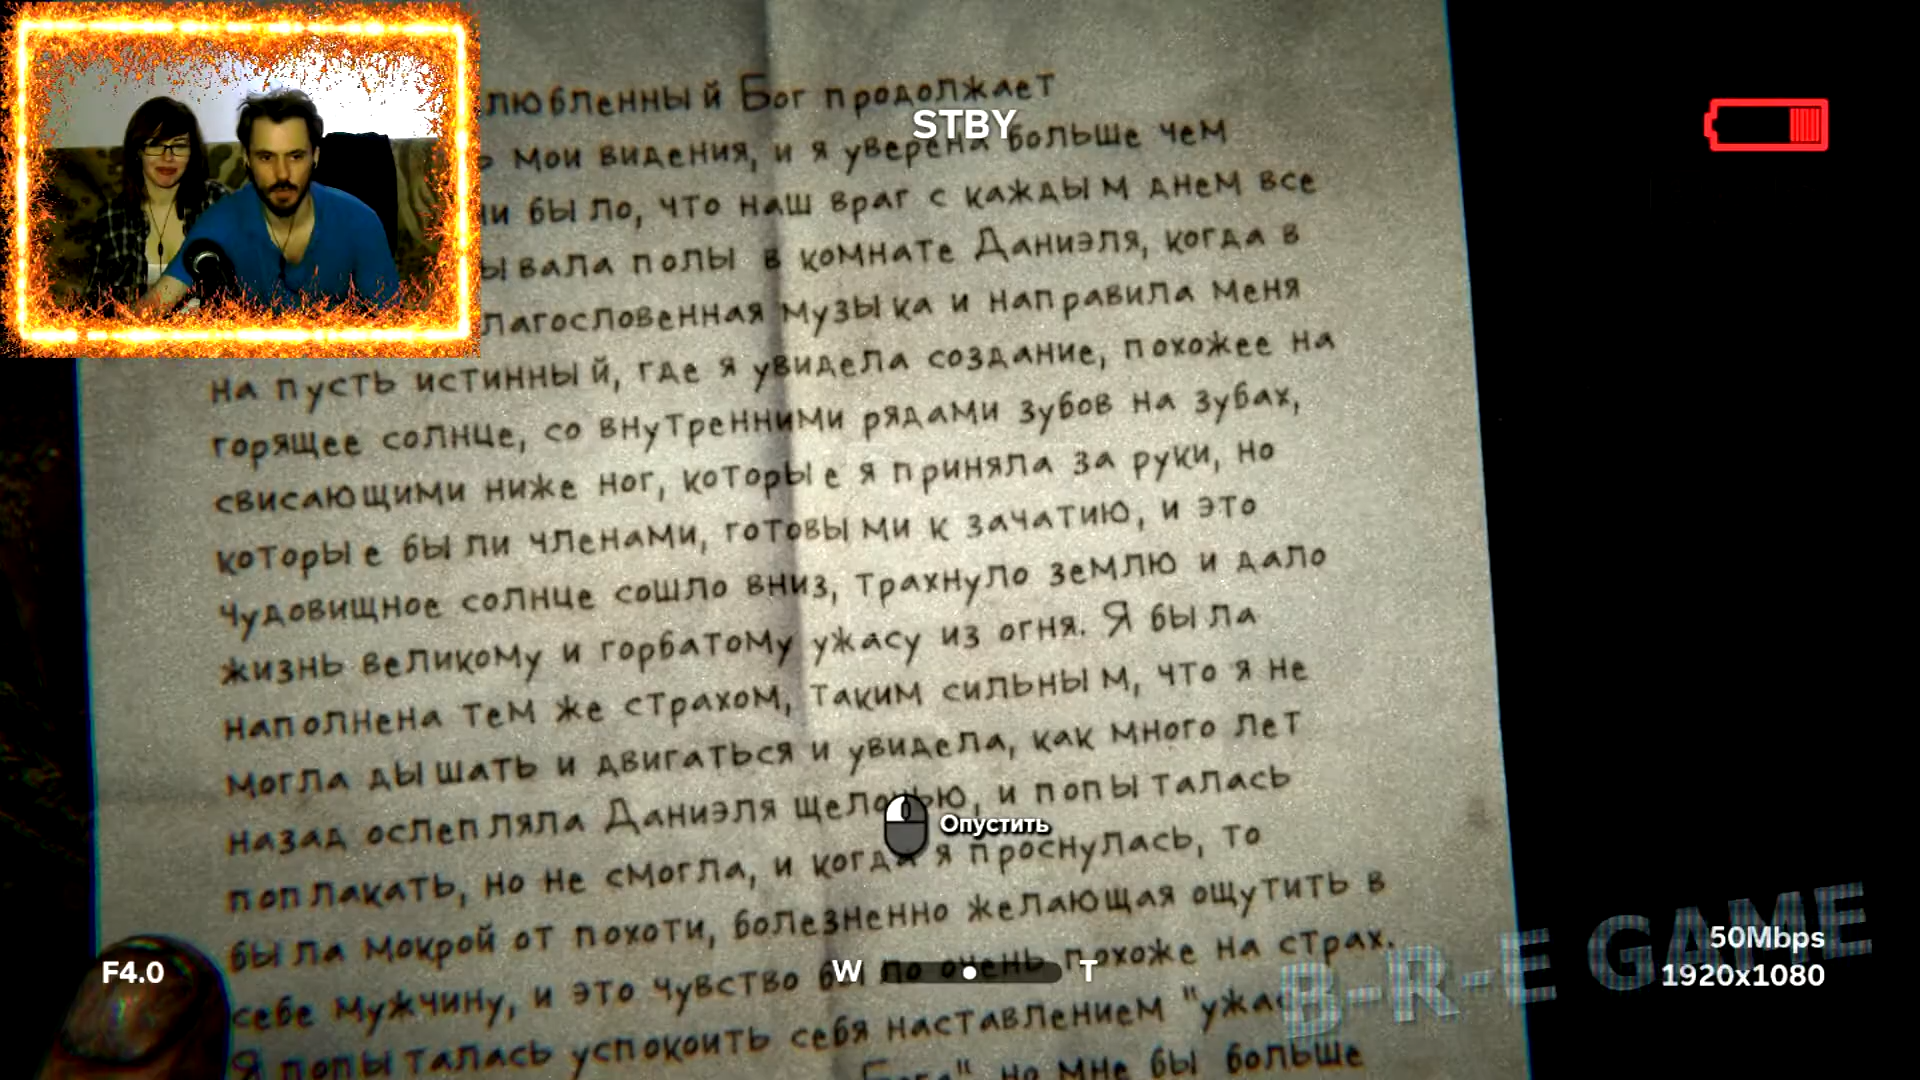 любленный Бог продолжает
STBY
мои видения, и я уверена больше чем
и было, что наш враг с каждым днем все
ывала полы в комнате Даниэля, когда в
лагословенная музыка и направила меня
на пусть истинный, где я увидела создание, похожее на
горящее солнце, со внутренними рядами зубов на зубах,
свисающими ниже ног, которые я приняла за руки, но
которые были членами, готовыми к зачатию, и это
чудовищное солнце сошло вниз, трахнуло землю и дало
жизнь великому и горбатому ужасу из огня. Я была
наполнена тем же страхом, таким сильным, что я не
могла дышать и двигаться и увидела, как много лет
назад ослепляла Даниэля щелочью, и попыталась
Опустить
поплакать, но не смогла, и когда я проснулась, то
была мокрой от похоти, болезненно желающая ощутить в
себе мужчину, и это чувство было очень похоже на страх.
Я попыталась успокоить себя наставлением "ужас
Бога" но мне бы больше
F4.0
W T
50Mbps
1920x1080
B-R-E GAME